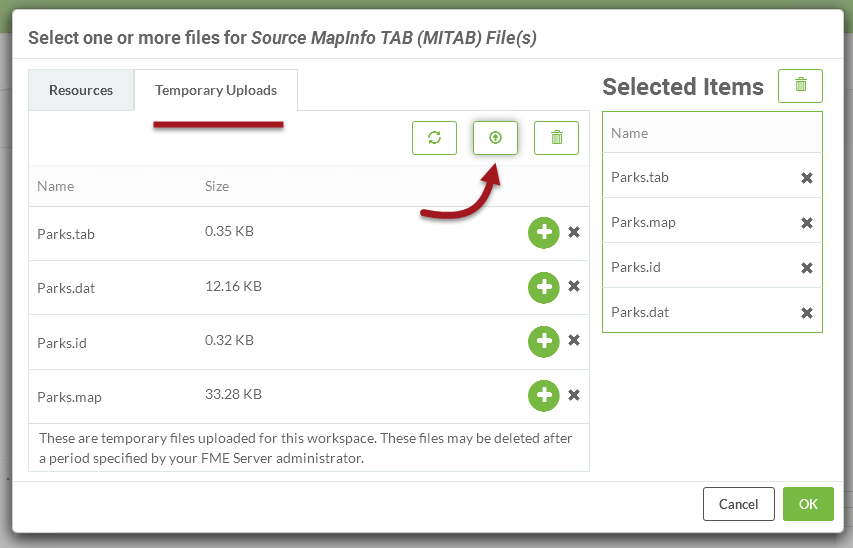 Select one or more files for Source MapInfo TAB (MITAB) File(s)
Resources
Temporary Uploads
Name Size
Parks.tab 0.35 KB
Parks.dat 12.16 KB
Parks.id 0.32 KB
Parks.map 33.28 KB
These are temporary files uploaded for this workspace. These files may be deleted after
a period specified by your FME Server administrator.
Selected Items
Name
Parks.tab
Parks.map
Parks.id
Parks.dat
Cancel
OK